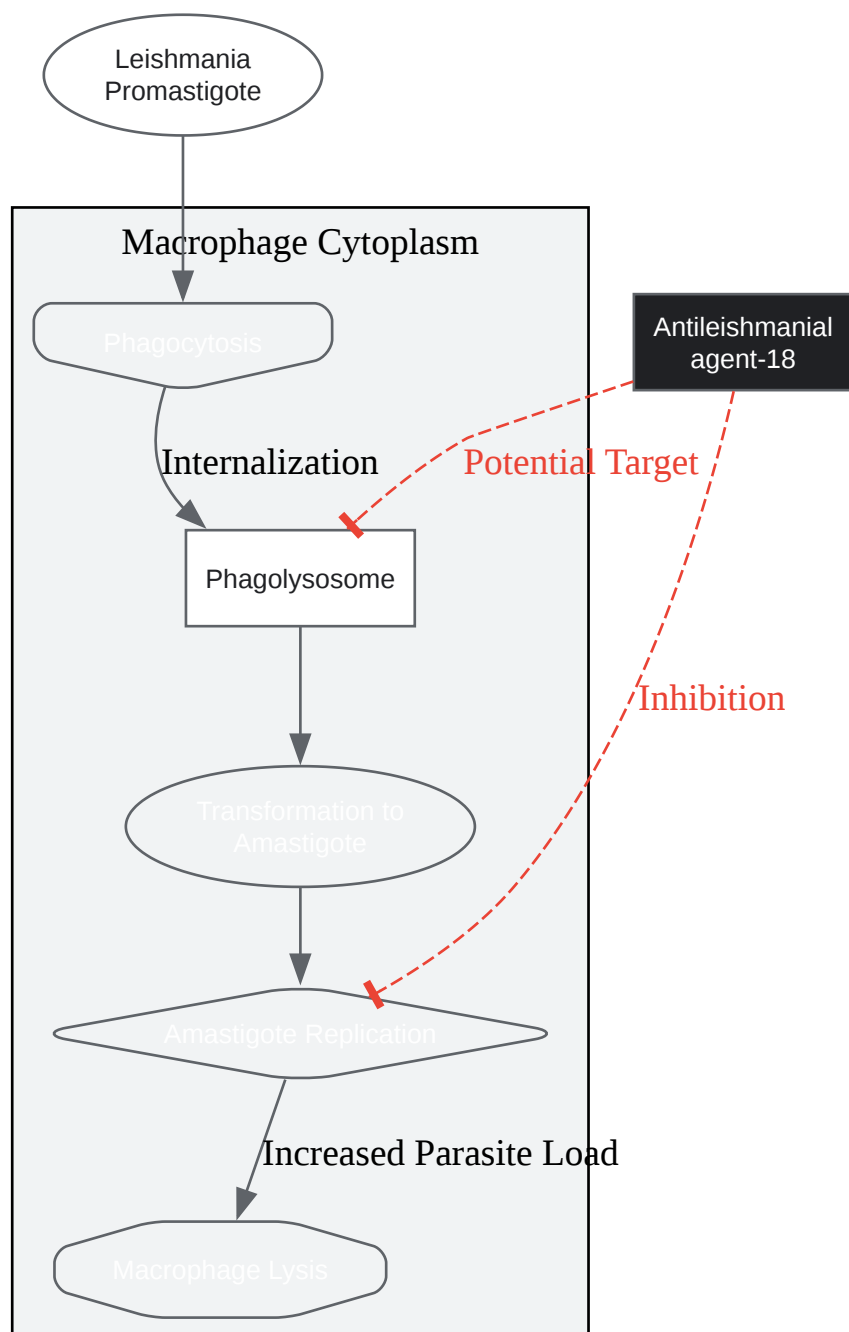 Leishmania
Promastigote
Macrophage Cytoplasm
Phagocytosis
Antileishmanial
agent-18
Internalization
Potential Target
Phagolysosome
Inhibition
Transformation to
Amastigote
Amastigote Replication
Increased Parasite Load
Macrophage Lysis